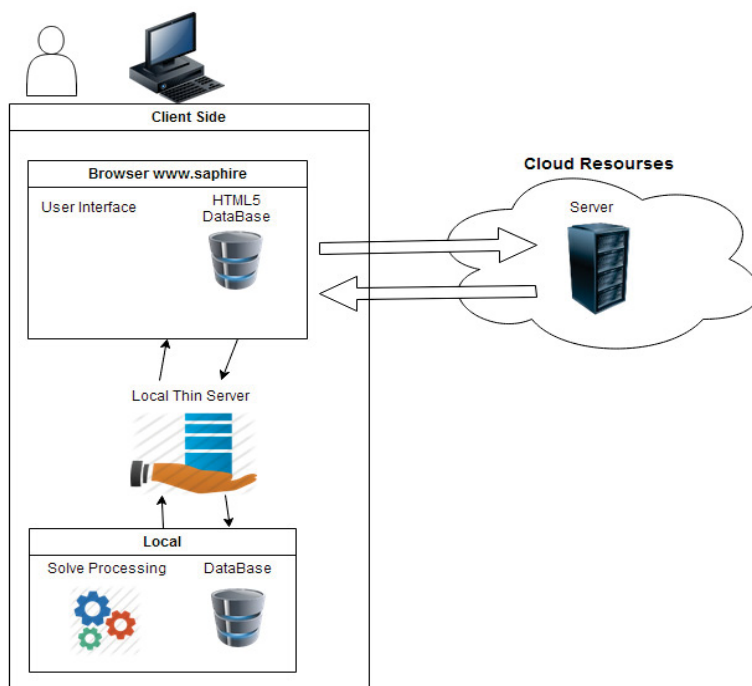 Client Side
Browser www.saphire
User Interface
HTML5
DataBase
Cloud Resourses
Server
Local Thin Server
Local
Solve Processing
DataBase